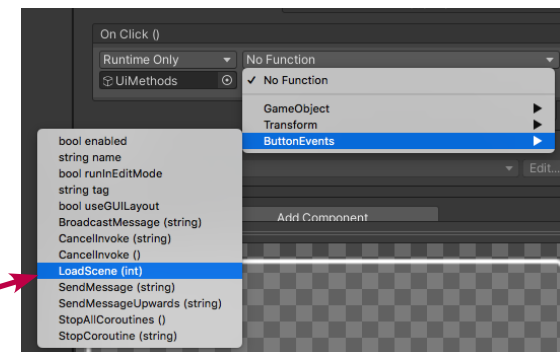 On Click ()
Runtime Only
No Function
UiMethods
✓ No Function
GameObject
Transform
ButtonEvents
Edit...
Add Component
bool enabled
string name
bool runInEditMode
string tag
bool useGUILayout
BroadcastMessage (string)
CancelInvoke (string)
CancelInvoke ()
LoadScene (int)
SendMessage (string)
SendMessageUpwards (string)
StopAllCoroutines ()
StopCoroutine (string)